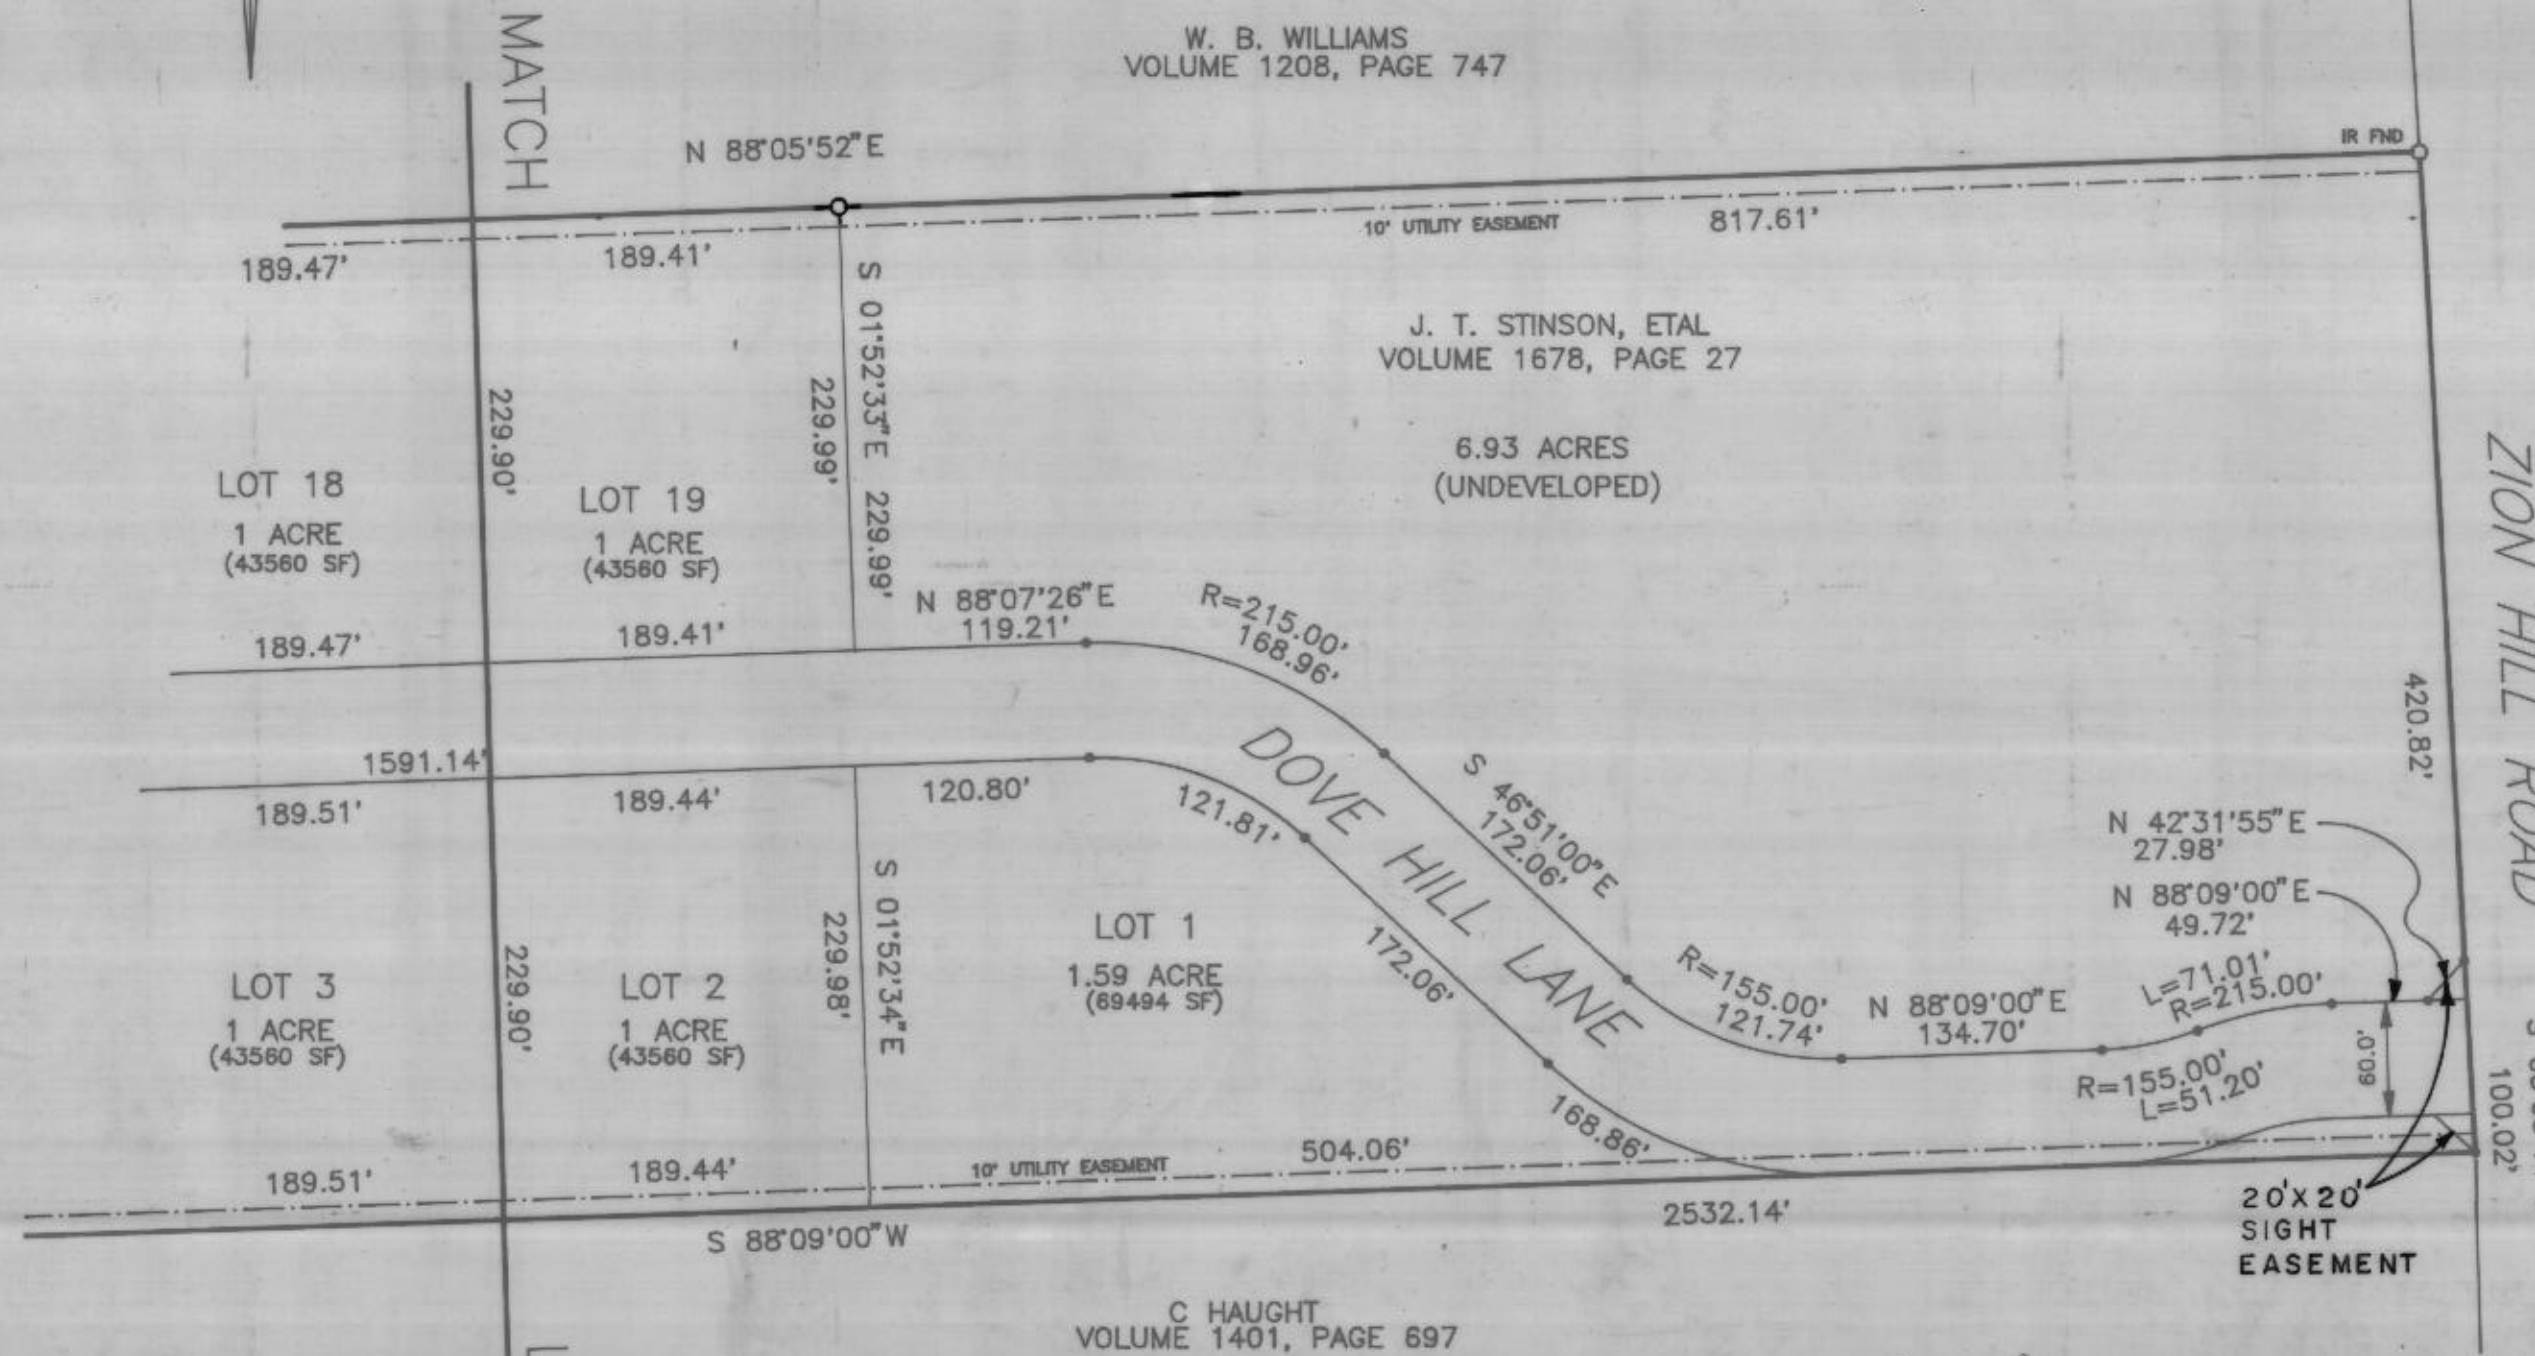 MATCH
W. B. WILLIAMS
VOLUME 1208, PAGE 747
N 88°05'52"E
IR FND
10' UTILITY EASEMENT
817.61'
189.47'
189.41'
S 01°52'33"E 229.99'
229.99'
229.90'
J. T. STINSON, ETAL
VOLUME 1678, PAGE 27
6.93 ACRES
(UNDEVELOPED)
ZION HILL ROAD
LOT 18
1 ACRE
(43560 SF)
LOT 19
1 ACRE
(43560 SF)
189.47'
189.41'
N 88°07'26"E
119.21'
R=215.00'
168.96'
420.82'
1591.14'
189.51'
189.44'
120.80'
121.81'
DOVE HILL LANE
S 46°51'00"E
172.06'
N 42°31'55"E
27.98'
N 88°09'00"E
49.72'
LOT 3
1 ACRE
(43560 SF)
229.90'
LOT 2
1 ACRE
(43560 SF)
229.98'
S 01°52'34"E
LOT 1
1.59 ACRE
(69494 SF)
172.06'
R=155.00'
121.74'
N 88°09'00"E
134.70'
L=71.01'
R=215.00'
R=155.00'
L=51.20'
60.0'
100.02'
168.86'
189.51'
189.44'
10' UTILITY EASEMENT
504.06'
S 88°09'00"W
2532.14'
20'X20'
SIGHT
EASEMENT
C HAUGHT
VOLUME 1401, PAGE 697